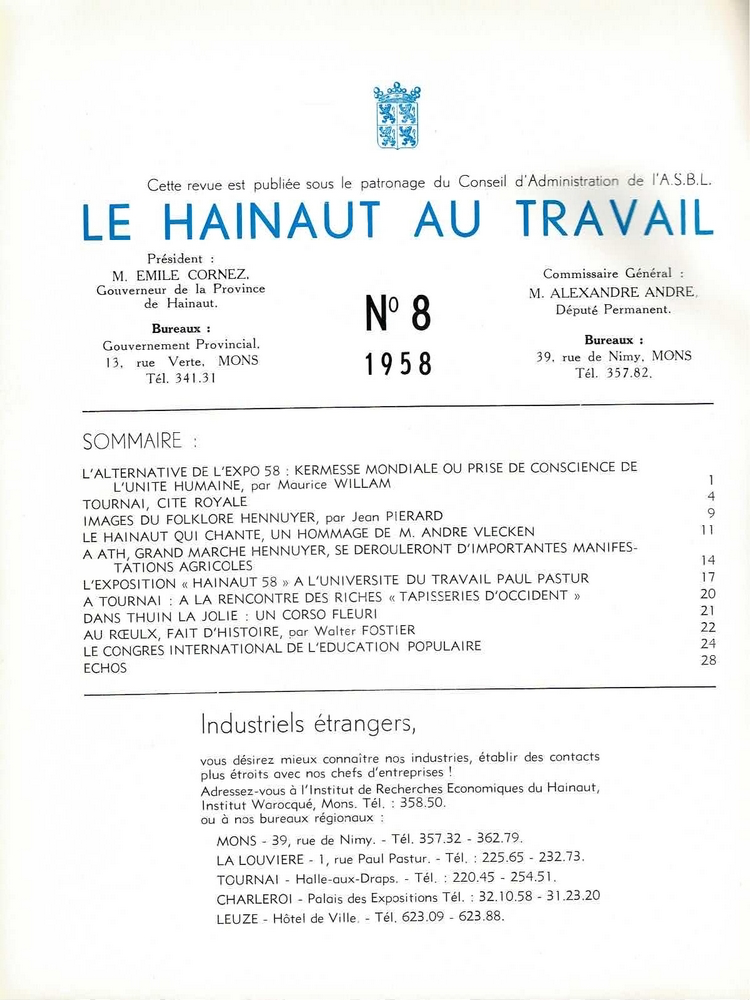 Cette revue est publiée sous le patronage du Conseil d'Administration de l'A.S.B.L.
LE HAINAUT AU TRAVAIL
Président :
M. EMILE CORNEZ,
Gouverneur de la Province
de Hainaut.
Bureaux :
Gouvernement Provincial,
13, rue Verte, MONS
Tél. 341.31
Nº 8
1958
Commissaire Général :
M. ALEXANDRE ANDRE,
Député Permanent.
Bureaux :
39, rue de Nimy, MONS
Tél. 357.82.
SOMMAIRE :
L'ALTERNATIVE DE L'EXPO 58 : KERMESSE MONDIALE OU PRISE DE CONSCIENCE DE
L'UNITE HUMAINE, par Maurice WILLAM 1
TOURNAI, CITE ROYALE 4
IMAGES DU FOLKLORE HENNUYER, par Jean PIERARD 9
LE HAINAUT QUI CHANTE, UN HOMMAGE DE M. ANDRE VLECKEN 11
A ATH, GRAND MARCHE HENNUYER, SE DEROULERONT D'IMPORTANTES MANIFES-
TATIONS AGRICOLES 14
L'EXPOSITION « HAINAUT 58 » A L'UNIVERSITE DU TRAVAIL PAUL PASTUR 17
A TOURNAI : A LA RENCONTRE DES RICHES « TAPISSERIES D'OCCIDENT » 20
DANS THUIN LA JOLIE : UN CORSO FLEURI 21
AU RŒULX, FAIT D'HISTOIRE, par Walter FOSTIER 22
LE CONGRES INTERNATIONAL DE L'EDUCATION POPULAIRE 24
ECHOS 28
Industriels étrangers,
vous désirez mieux connaître nos industries, établir des contacts
plus étroits avec nos chefs d'entreprises !
Adressez-vous à l'Institut de Recherches Economiques du Hainaut,
Institut Warocqué, Mons. Tél. : 358.50.
ou à nos bureaux régionaux :
MONS - 39, rue de Nimy. - Tél. 357.32 - 362.79.
LA LOUVIERE - 1, rue Paul Pastur. - Tél. : 225.65 - 232.73.
TOURNAI - Halle-aux-Draps. - Tél. : 220.45 - 254.51.
CHARLEROI - Palais des Expositions Tél. : 32.10.58 - 31.23.20
LEUZE - Hôtel de Ville. - Tél. 623.09 - 623.88.